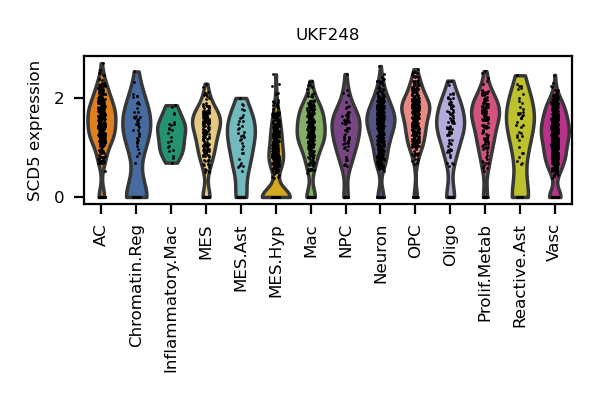 UKF248
SCD5 expression
2
0
AC
Chromatin.Reg
Inflammatory.Mac
MES
MES.Ast
MES.Hyp
Mac
NPC
Neuron
OPC
Oligo
Prolif.Metab
Reactive.Ast
Vasc